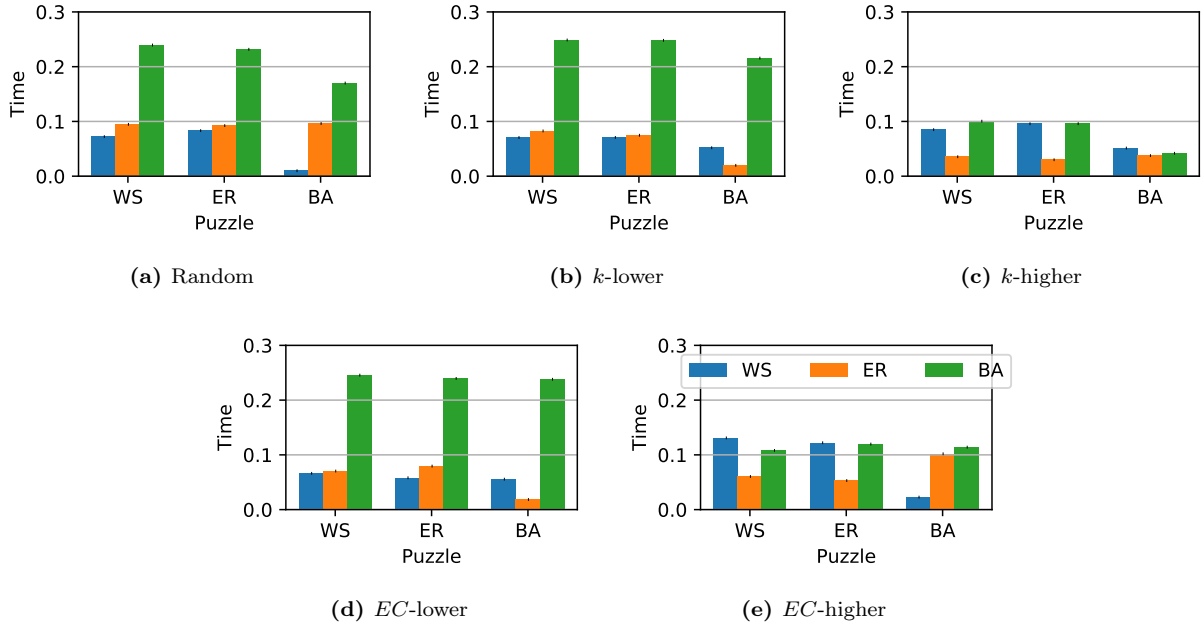 0.3
0.2
0.1
0.0
Time
WS ER BA
Puzzle
(a) Random
0.3
0.2
0.1
0.0
Time
WS ER BA
Puzzle
(b) k-lower
0.3
0.2
0.1
0.0
Time
WS ER BA
Puzzle
(c) k-higher
0.3
0.2
0.1
0.0
Time
WS ER BA
Puzzle
(d) EC-lower
0.3
0.2
0.1
0.0
Time
WS ER BA
WS ER BA
Puzzle
(e) EC-higher